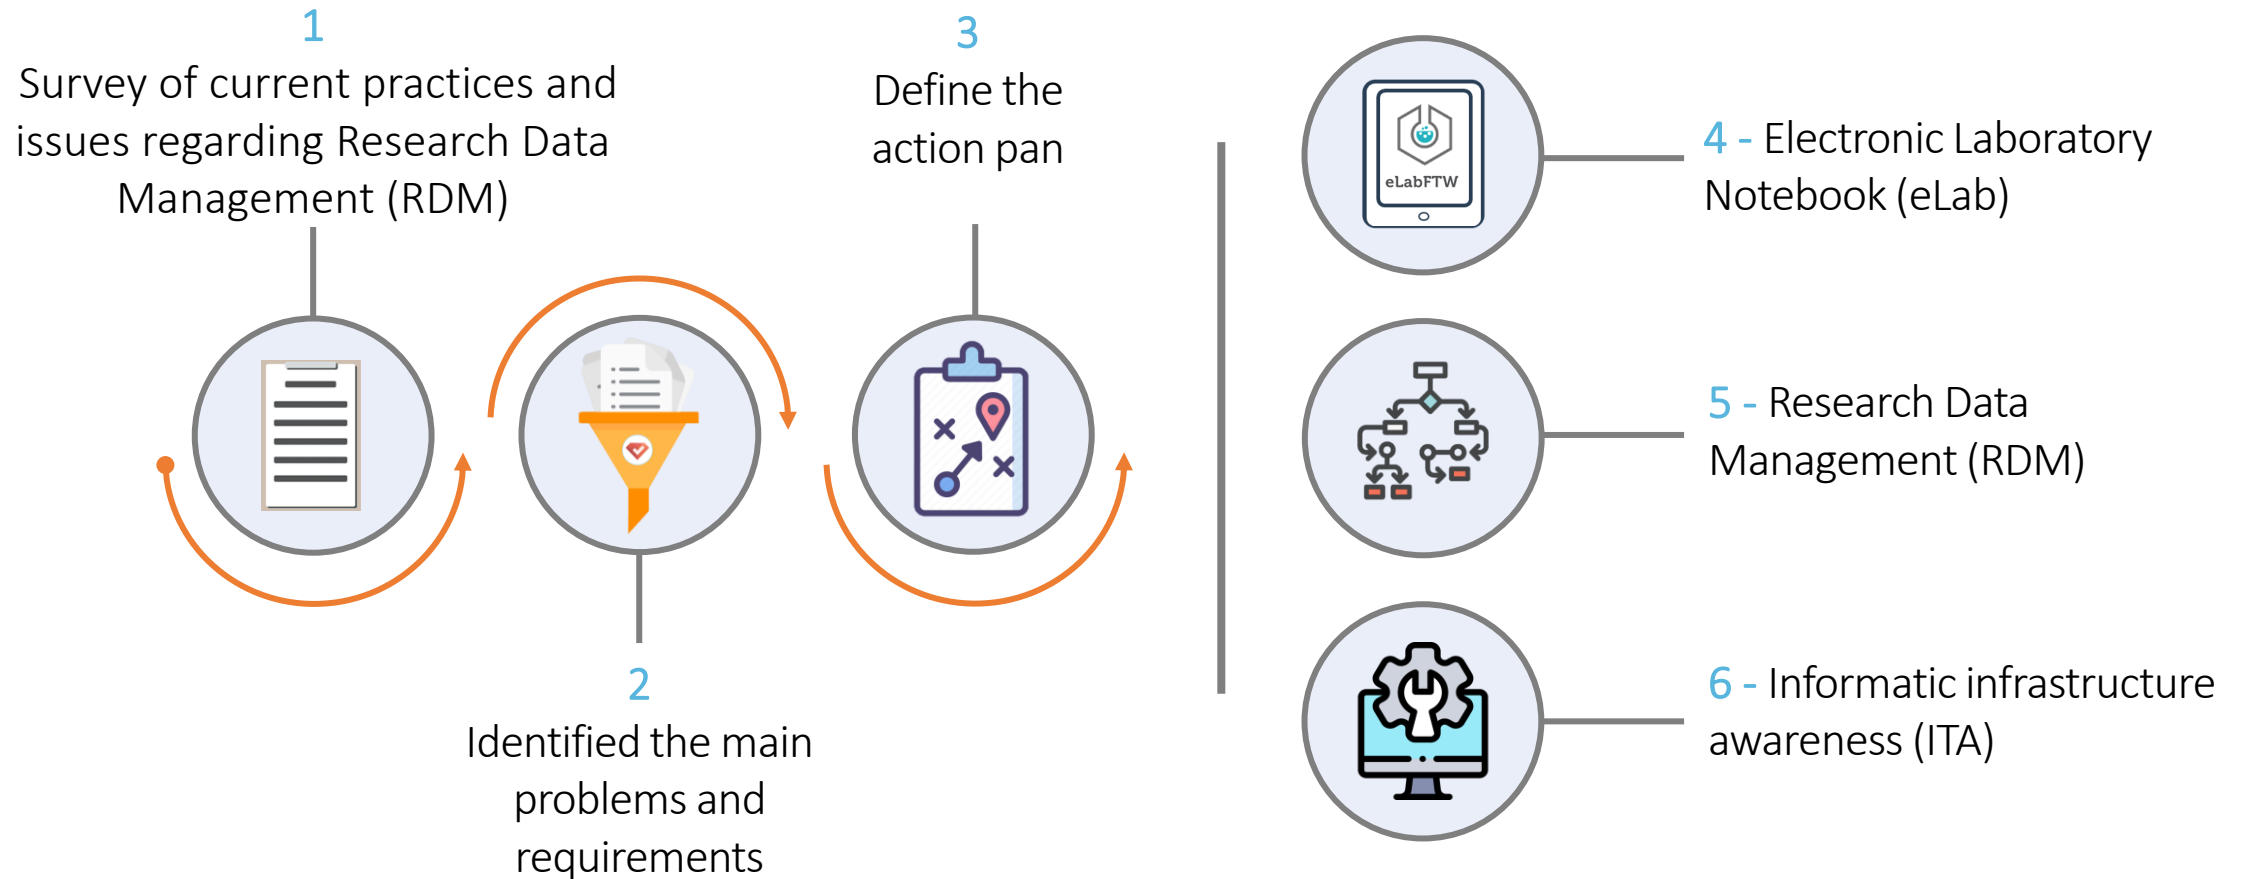 1
Survey of current practices and
issues regarding Research Data
Management (RDM)
2
Identified the main
problems and
requirements
3
Define the
action pan
eLabFTW
4 - Electronic Laboratory
Notebook (eLab)
5 - Research Data
Management (RDM)
6 - Informatic infrastructure
awareness (ITA)